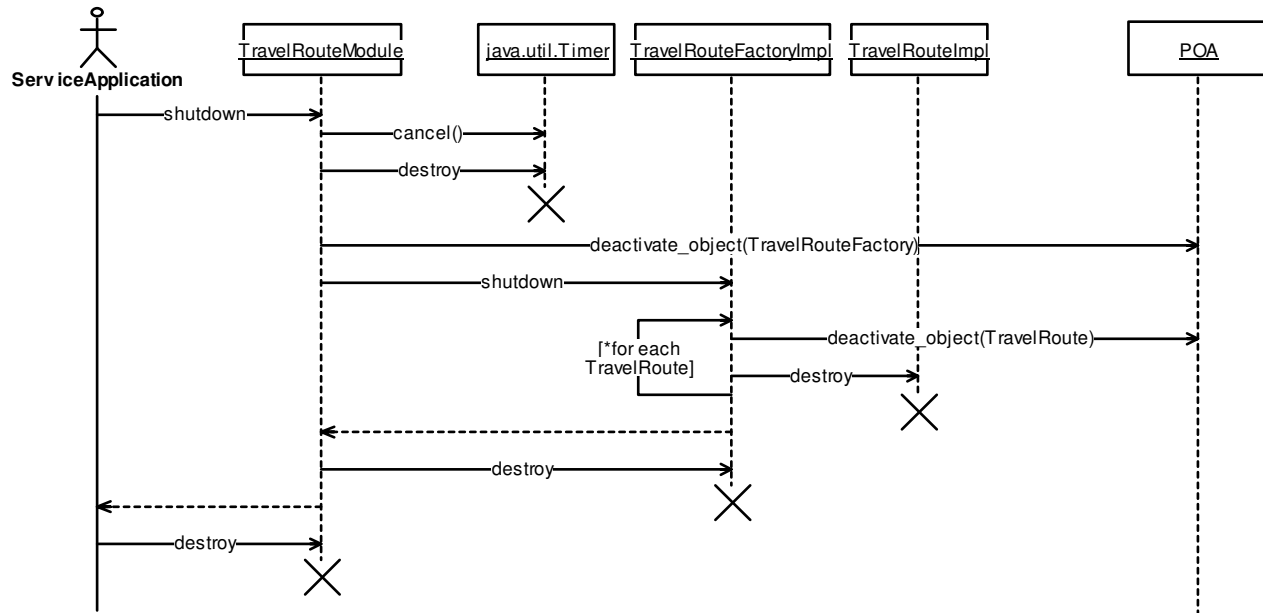 TravelRouteModule
java.util.Timer
TravelRouteFactoryImpl
TravelRouteImpl
POA
ServiceApplication
shutdown
cancel()
destroy
deactivate_object(TravelRouteFactory)
shutdown
[*for each
TravelRoute]
deactivate_object(TravelRoute)
destroy
destroy
destroy